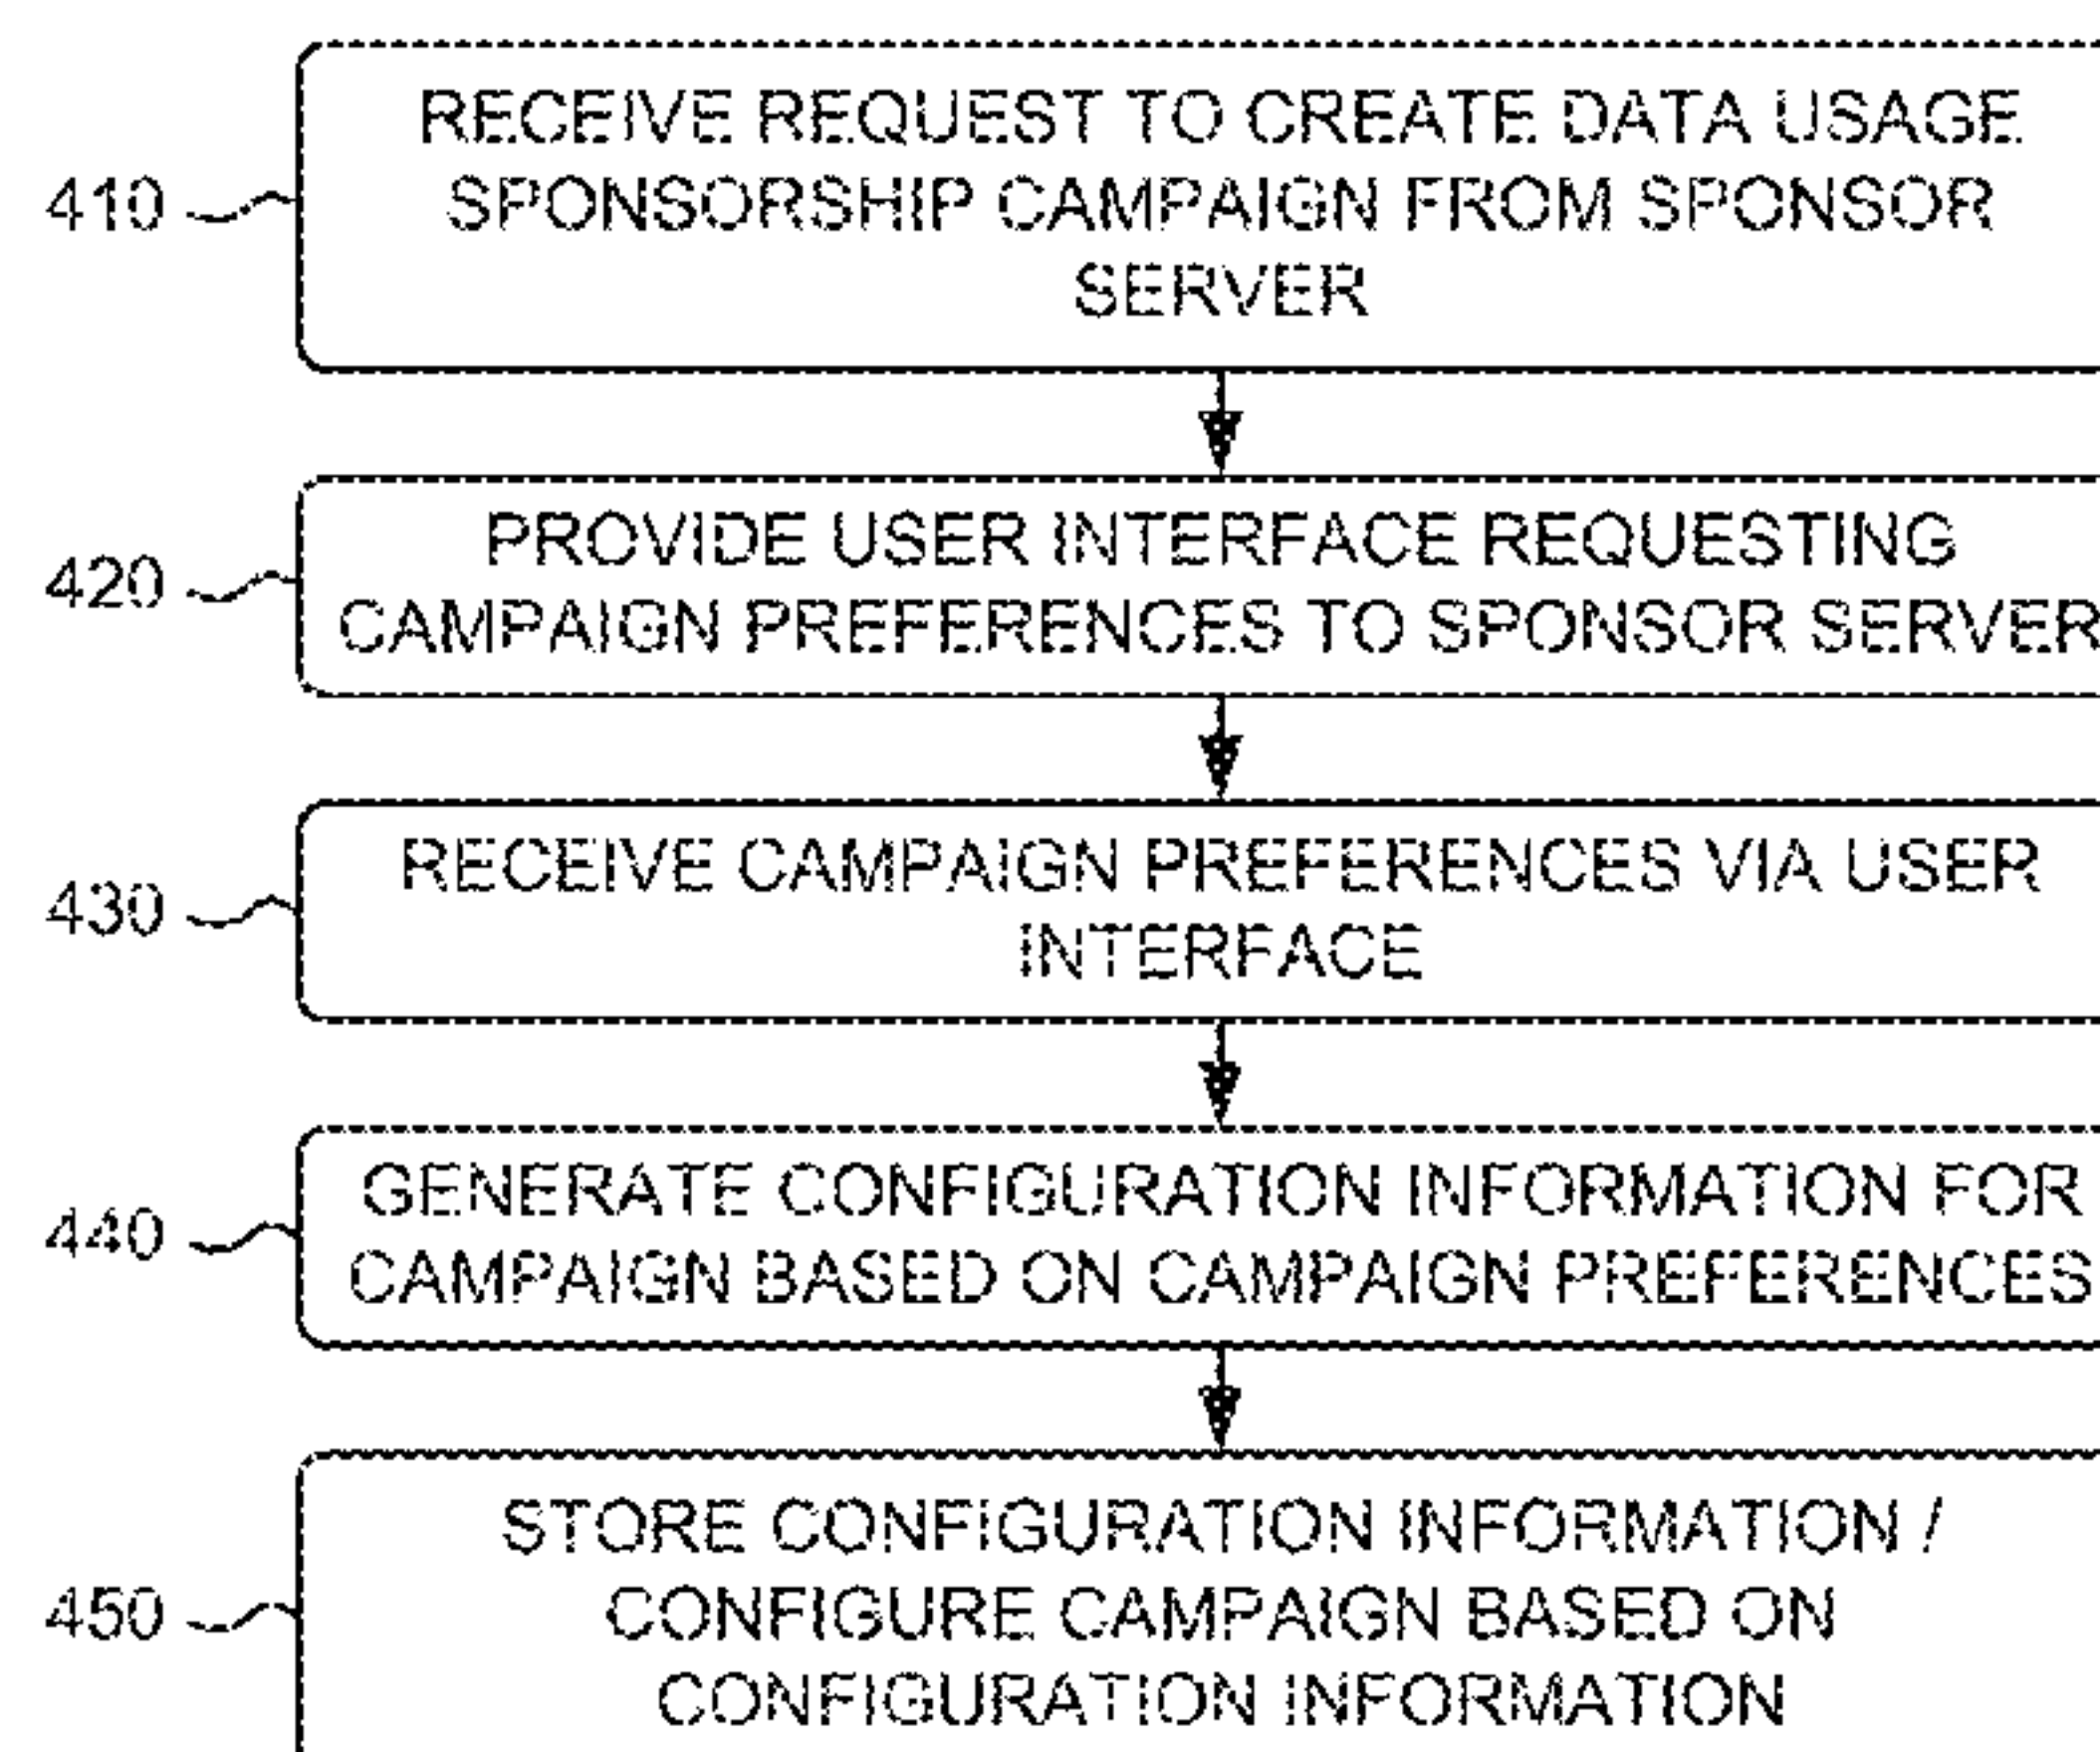 RECEIVE REQUEST TO CREATE DATA USAGE
SPONSORSHIP CAMPAIGN FROM SPONSOR
SERVER
410
PROVIDE USER INTERFACE REQUESTING
CAMPAIGN PREFERENCES TO SPONSOR SERVER
420
RECEIVE CAMPAIGN PREFERENCES VIA USER
INTERFACE
430
GENERATE CONFIGURATION INFORMATION FOR
CAMPAIGN BASED ON CAMPAIGN PREFERENCES
440
STORE CONFIGURATION INFORMATION /
CONFIGURE CAMPAIGN BASED ON
CONFIGURATION INFORMATION
450